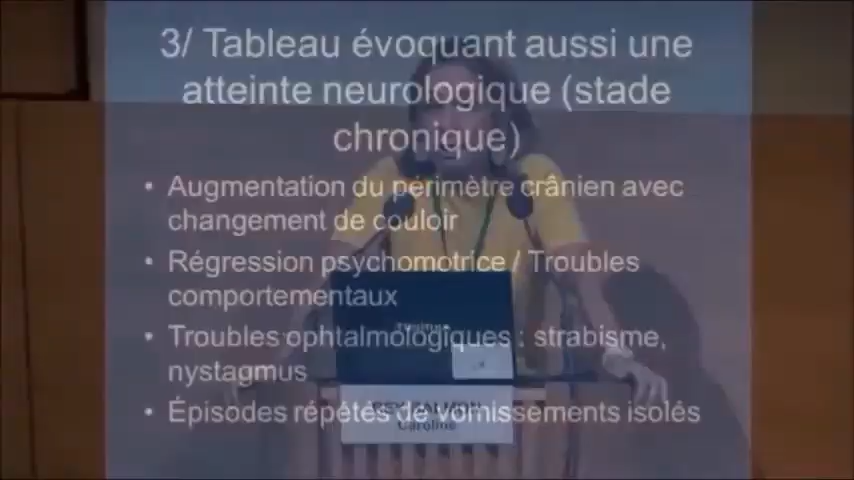 3/ Tableau évoquant aussi une
atteinte neurologique (stade
chronique)
• Augmentation du périmètre crânien avec
changement de couloir
• Régression psychomotrice / Troubles
comportementaux
• Troubles ophtalmologiques : strabisme,
nystagmus
• Épisodes répétés de vomissements isolés
Caroline